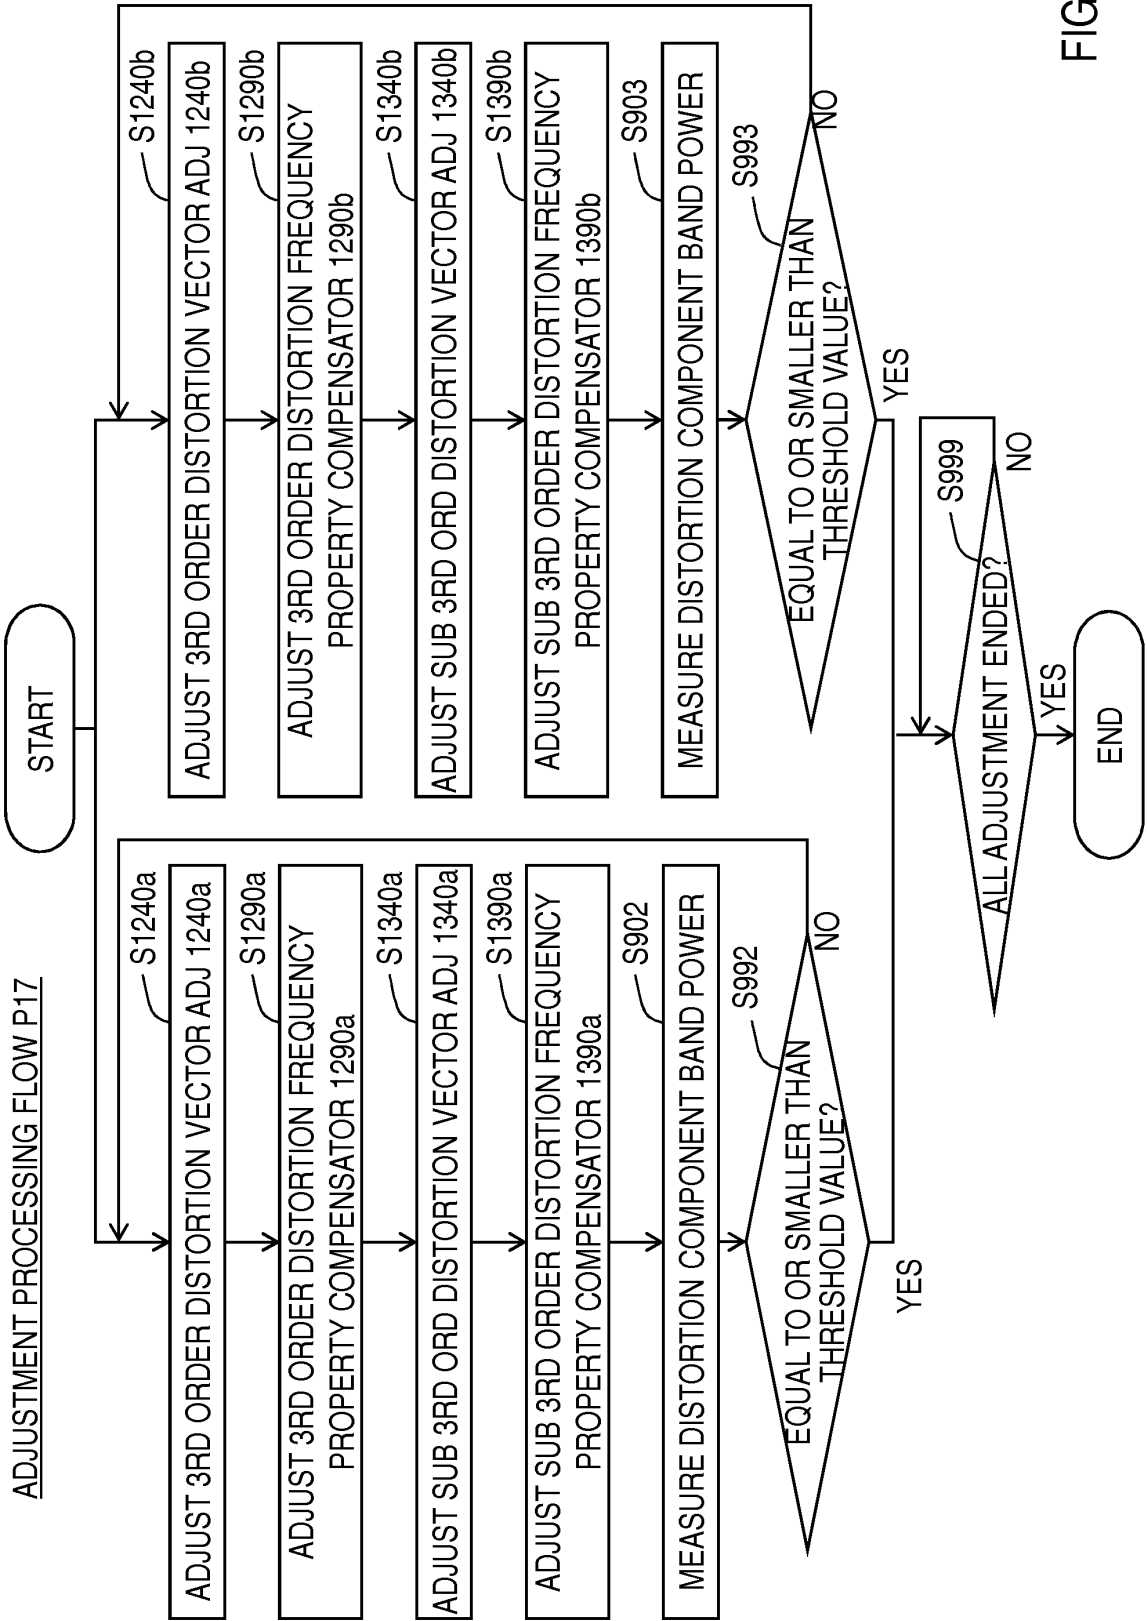 ADJUSTMENT PROCESSING FLOW P17
START
S1240a
ADJUST 3RD ORDER DISTORTION VECTOR ADJ 1240a
S1290a
ADJUST 3RD ORDER DISTORTION FREQUENCY
PROPERTY COMPENSATOR 1290a
S1340a
ADJUST SUB 3RD ORD DISTORTION VECTOR ADJ 1340a
S1390a
ADJUST SUB 3RD ORDER DISTORTION FREQUENCY
PROPERTY COMPENSATOR 1390a
S902
MEASURE DISTORTION COMPONENT BAND POWER
S992
EQUAL TO OR SMALLER THAN
THRESHOLD VALUE?
NO
YES
S1240b
ADJUST 3RD ORDER DISTORTION VECTOR ADJ 1240b
S1290b
ADJUST 3RD ORDER DISTORTION FREQUENCY
PROPERTY COMPENSATOR 1290b
S1340b
ADJUST SUB 3RD ORD DISTORTION VECTOR ADJ 1340b
S1390b
ADJUST SUB 3RD ORDER DISTORTION FREQUENCY
PROPERTY COMPENSATOR 1390b
S903
MEASURE DISTORTION COMPONENT BAND POWER
S993
EQUAL TO OR SMALLER THAN
THRESHOLD VALUE?
NO
YES
S999
ALL ADJUSTMENT ENDED?
NO
YES
END
FIG